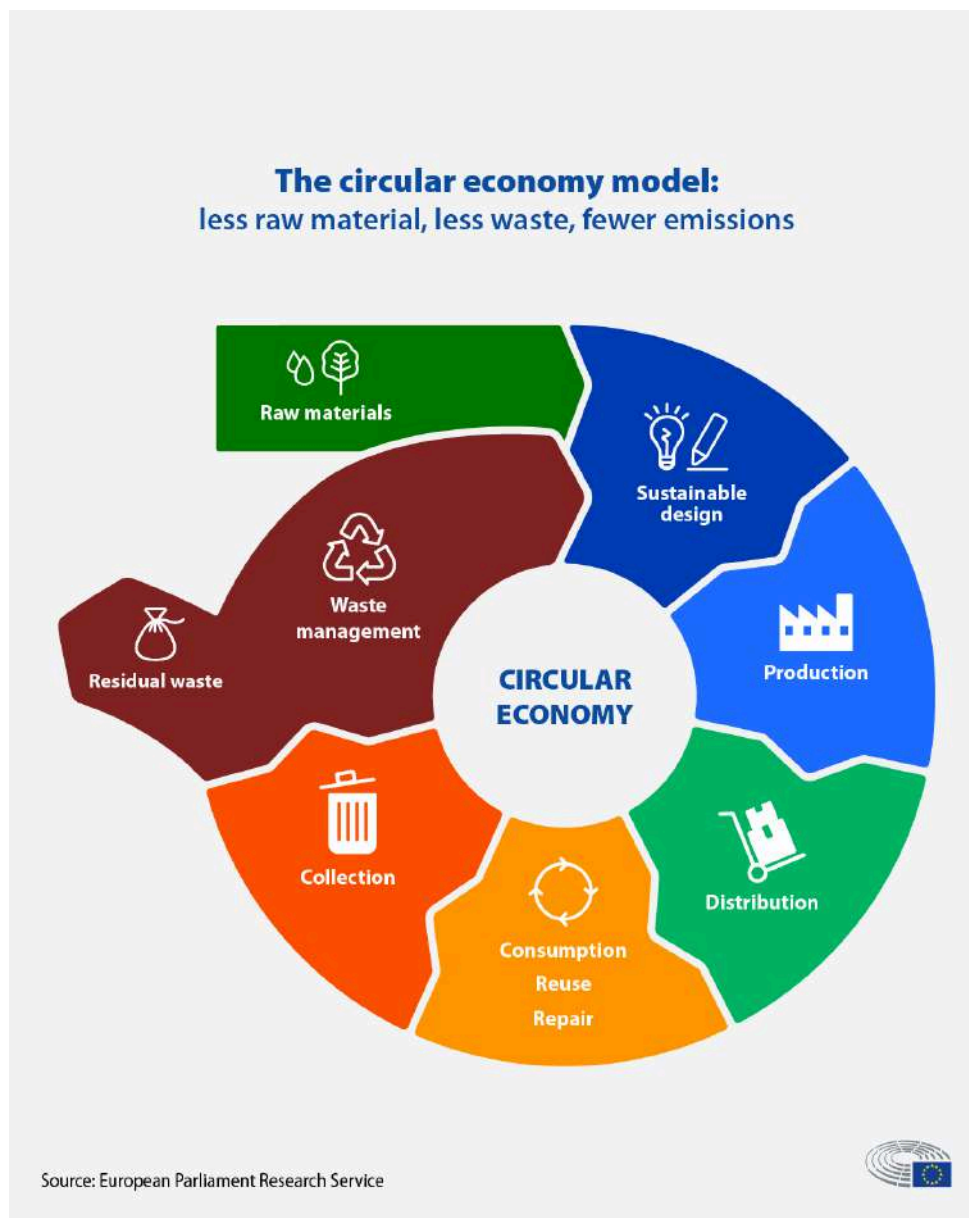 The circular economy model:
less raw material, less waste, fewer emissions
Raw materials
Sustainable
design
Production
Distribution
Consumption
Reuse
Repair
Collection
Waste
management
Residual waste
CIRCULAR
ECONOMY
Source: European Parliament Research Service